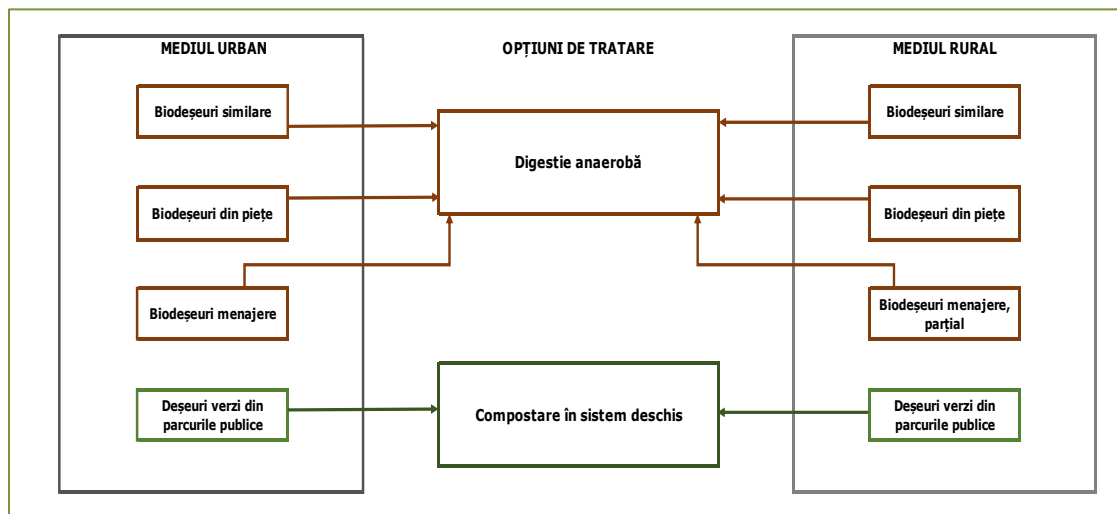 MEDIUL URBAN
OPȚIUNI DE TRATARE
MEDIUL RURAL
Biodeșeuri similare
Biodeșeuri similare
Digestie anaerobă
Biodeșeuri din piețe
Biodeșeuri din piețe
Biodeșeuri menajere
Biodeșeuri menajere,
parțial
Deșeuri verzi din
parcurile publice
Compostare în sistem deschis
Deșeuri verzi din
parcurile publice